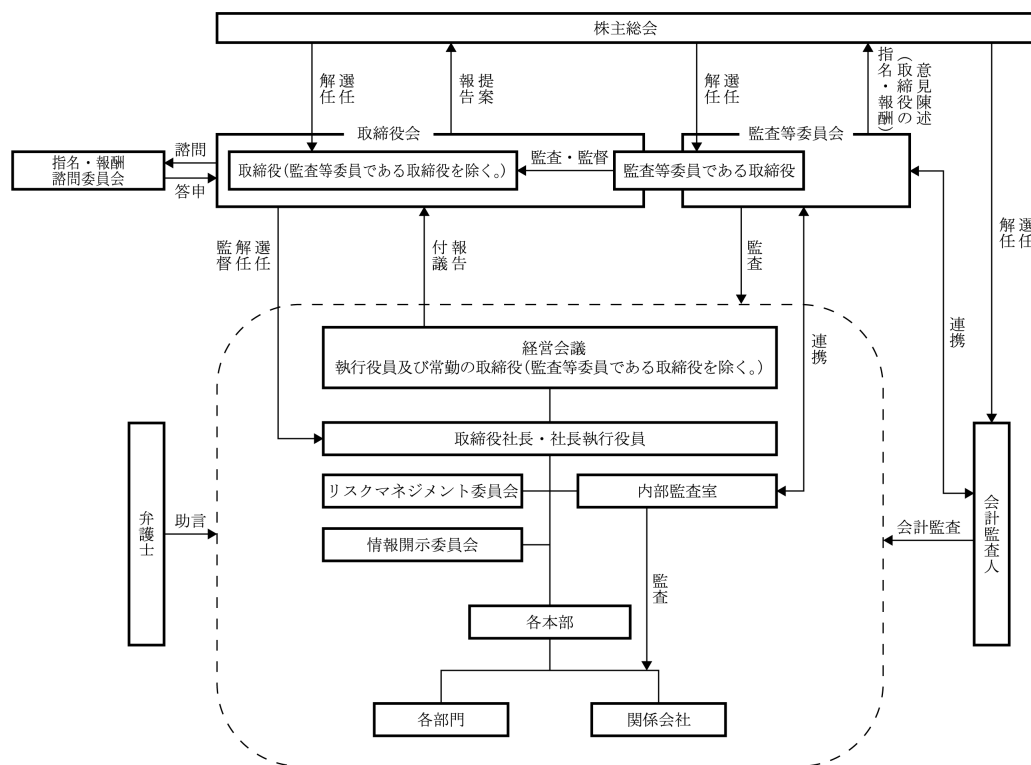 株主総会
選任
解任
提案
報告
選任
解任
意見陳述
(取締役の
指名・報酬)
取締役会
監査等委員会
指名・報酬
諮問委員会
諮問
答申
取締役(監査等委員である取締役を除く。)
監査・監督
監査等委員である取締役
選任
解任
監督
報告
付議
監査
連携
連携
選任
解任
経営会議
執行役員及び常勤の取締役(監査等委員である取締役を除く。)
取締役社長・社長執行役員
リスクマネジメント委員会
内部監査室
情報開示委員会
弁護士
助言
会計監査
会計監査人
監査
各本部
各部門
関係会社